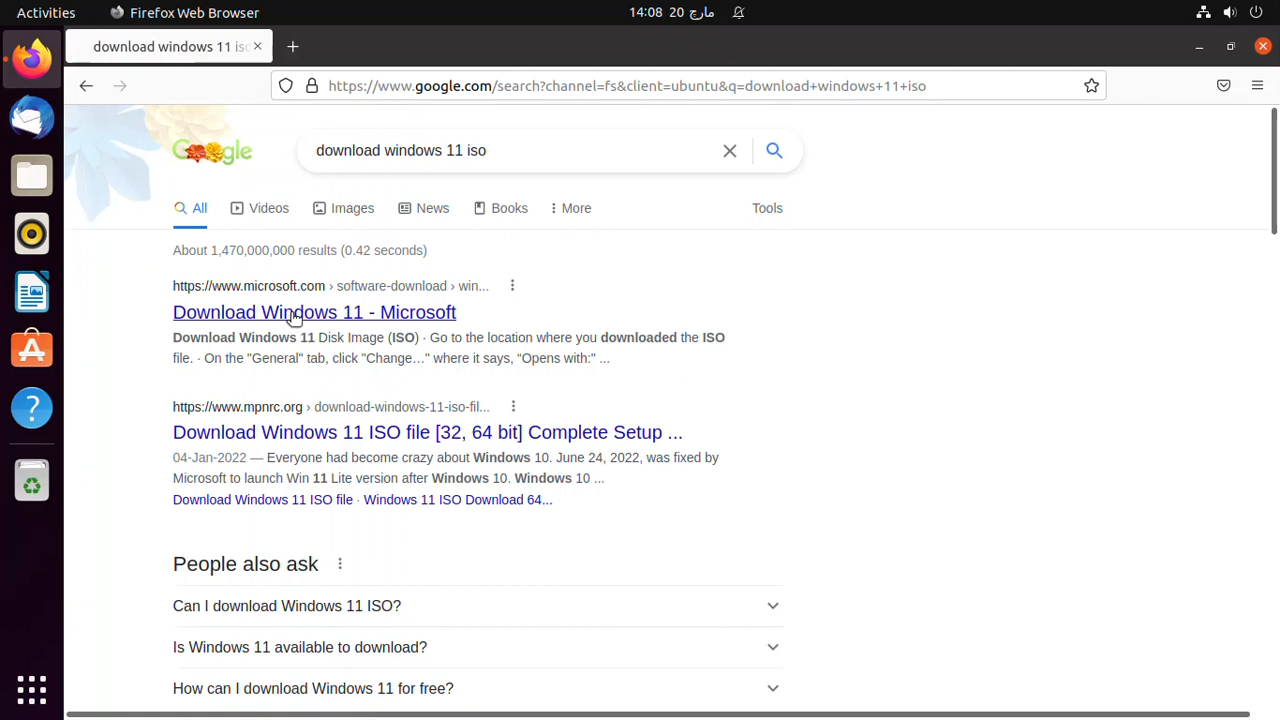 Activities Firefox Web Browser 14:08 20 مارچ
download windows 11 is
https://www.google.com/search?channel=fs&client=ubuntu&q=download+windows+11+iso
Google download windows 11 iso
All Videos Images News Books More Tools
About 1,470,000,000 results (0.42 seconds)
https://www.microsoft.com › software-download › win...
Download Windows 11 - Microsoft
Download Windows 11 Disk Image (ISO) · Go to the location where you downloaded the ISO
file. · On the "General" tab, click "Change…" where it says, "Opens with:" ...
https://www.mpnrc.org › download-windows-11-iso-fil...
Download Windows 11 ISO file [32, 64 bit] Complete Setup ...
04-Jan-2022 — Everyone had become crazy about Windows 10. June 24, 2022, was fixed by
Microsoft to launch Win 11 Lite version after Windows 10. Windows 10 ...
Download Windows 11 ISO file · Windows 11 ISO Download 64...
People also ask
Can I download Windows 11 ISO?
Is Windows 11 available to download?
How can I download Windows 11 for free?